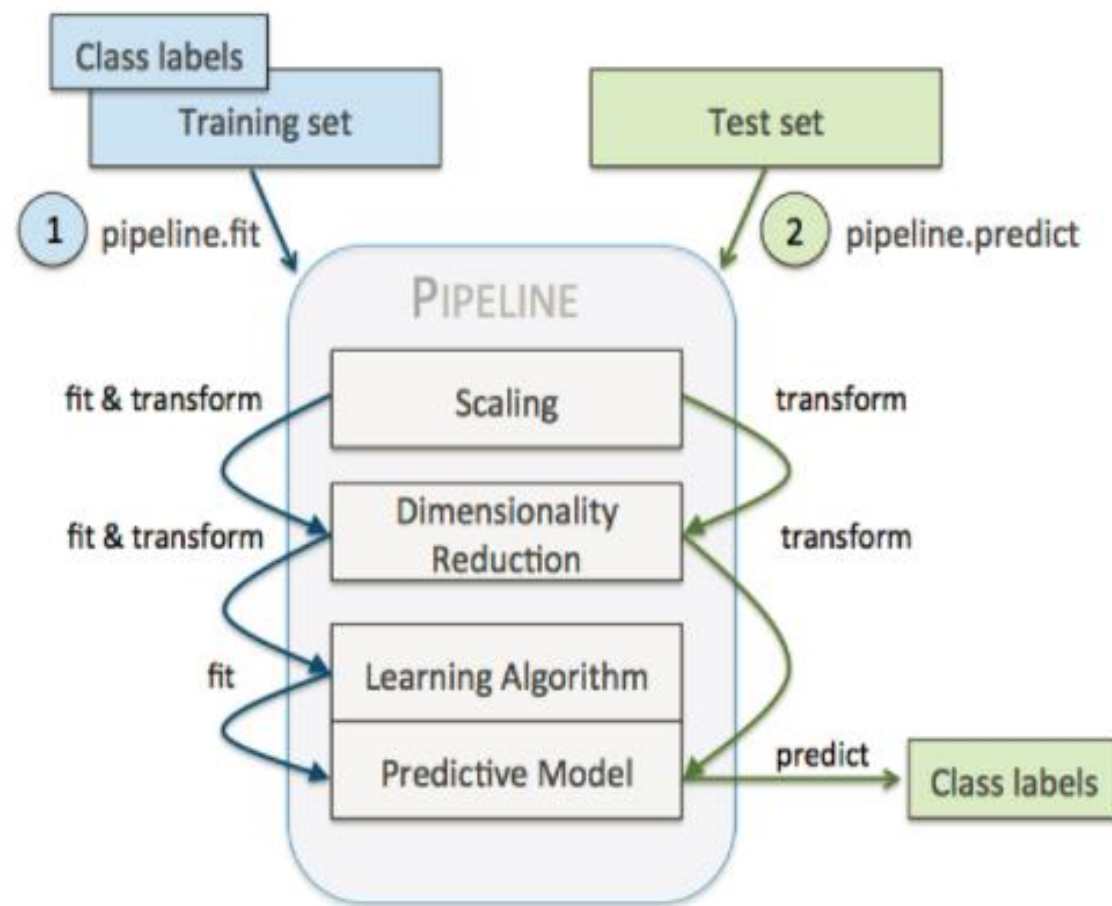 Class labels
Training set
Test set
1
pipeline.fit
2
pipeline.predict
PIPELINE
fit & transform
Scaling
transform
fit & transform
Dimensionality
Reduction
transform
fit
Learning Algorithm
Predictive Model
predict
Class labels